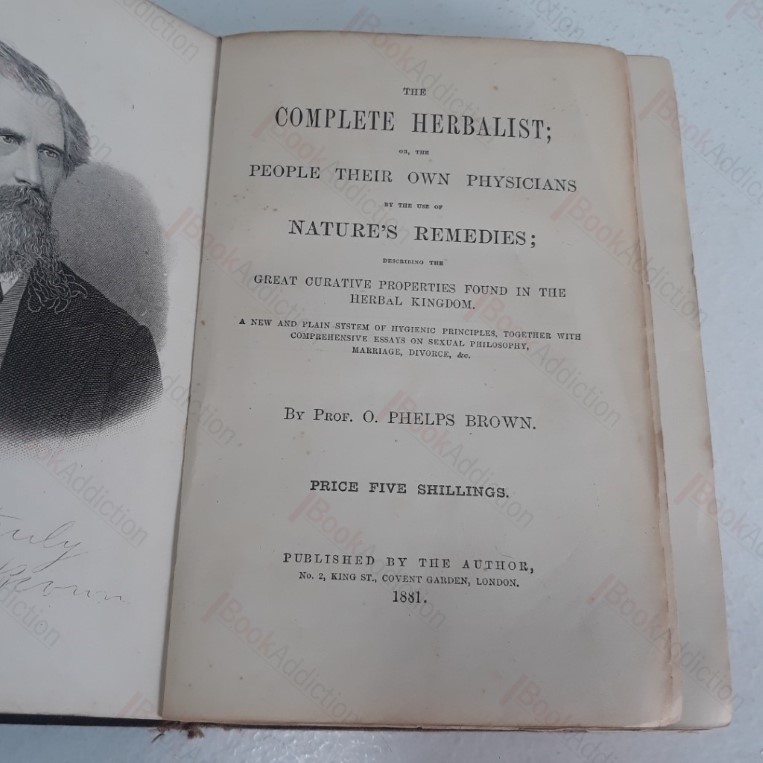 THE
COMPLETE HERBALIST;
OR, THE
PEOPLE THEIR OWN PHYSICIANS
BY THE USE OF
NATURE'S REMEDIES;
DESCRIBING THE
GREAT CURATIVE PROPERTIES FOUND IN THE
HERBAL KINGDOM.
A NEW AND PLAIN SYSTEM OF HYGIENIC PRINCIPLES, TOGETHER WITH
COMPREHENSIVE ESSAYS ON SEXUAL PHILOSOPHY,
MARRIAGE, DIVORCE, &c.
By Prof. O. PHELPS BROWN.
PRICE FIVE SHILLINGS.
PUBLISHED BY THE AUTHOR,
No. 2, KING ST., COVENT GARDEN, LONDON.
1881.
Truly
Brown
BookAddiction